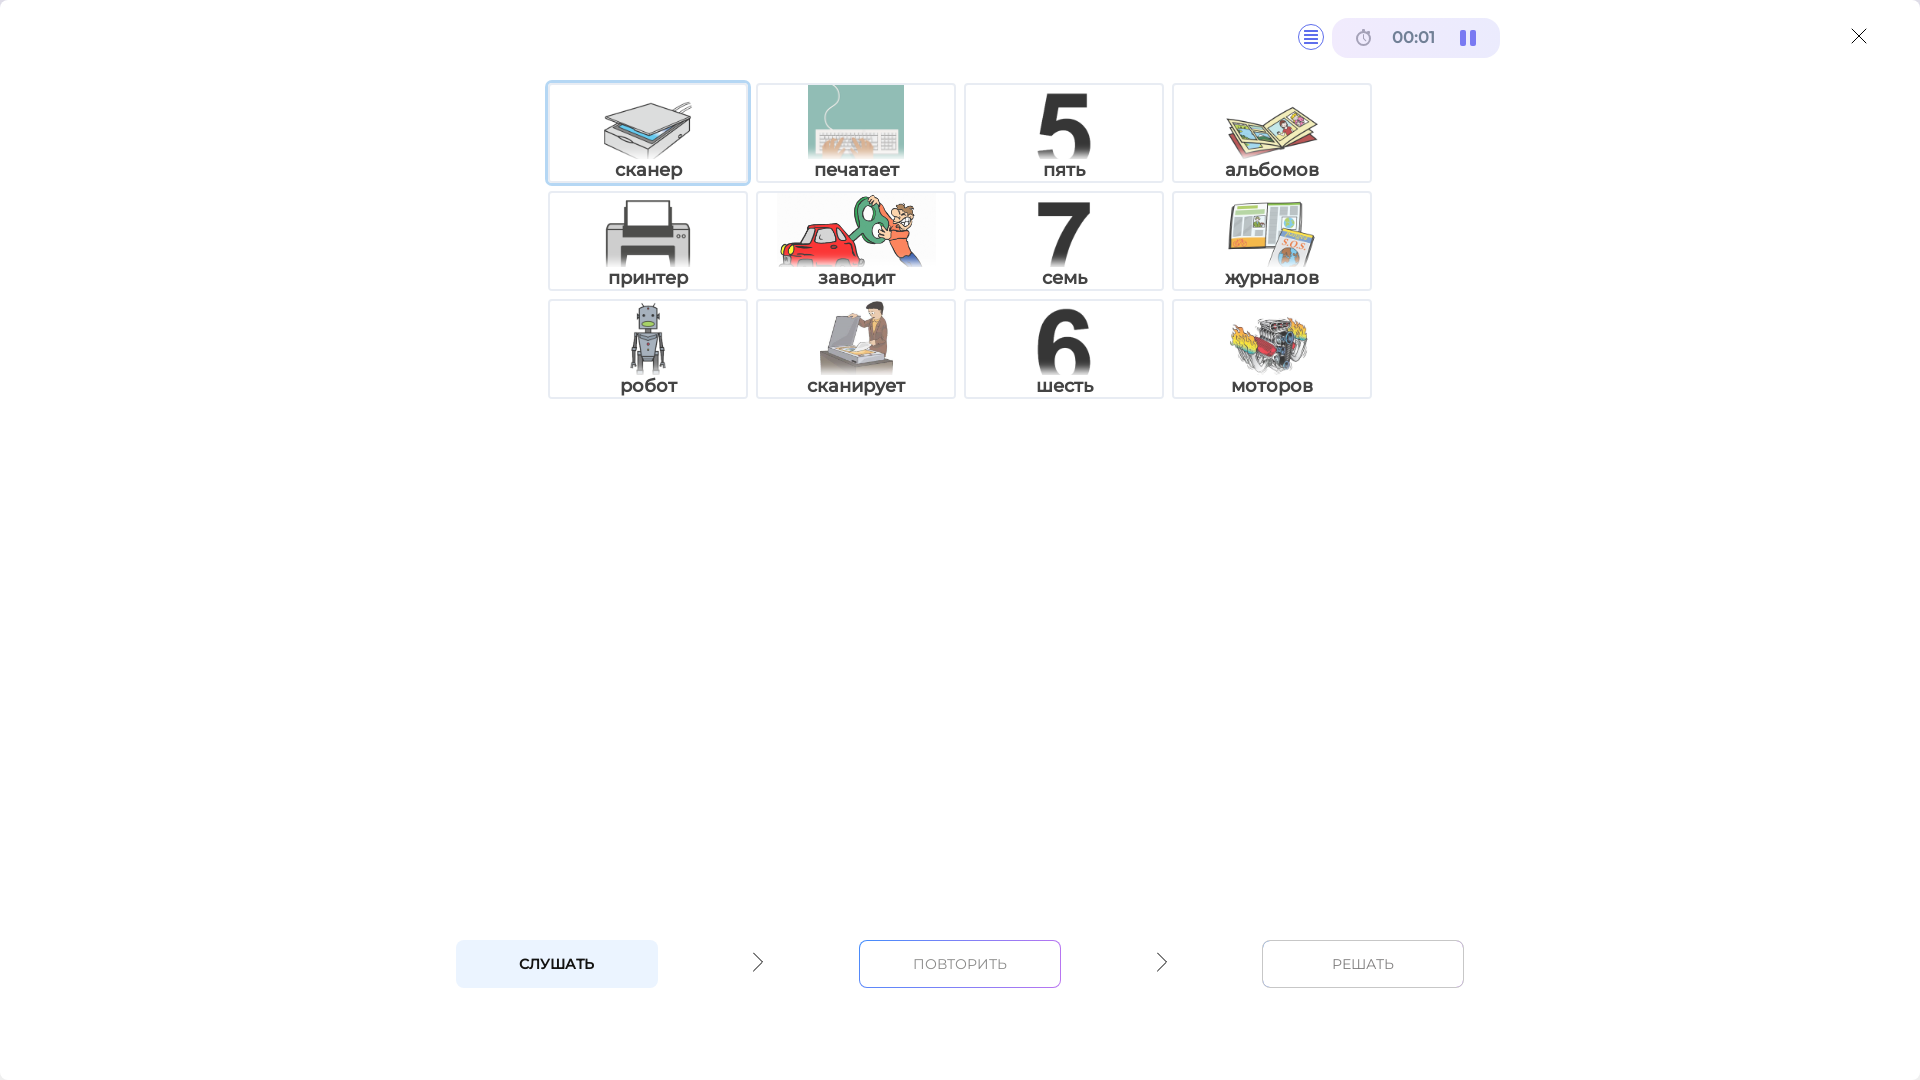 00:01
сканер
печатает
5
пять
альбомов
принтер
заводит
7
семь
S.O.S.
журналов
робот
сканирует
6
шесть
моторов
СЛУШАТЬ
ПОВТОРИТЬ
РЕШАТЬ